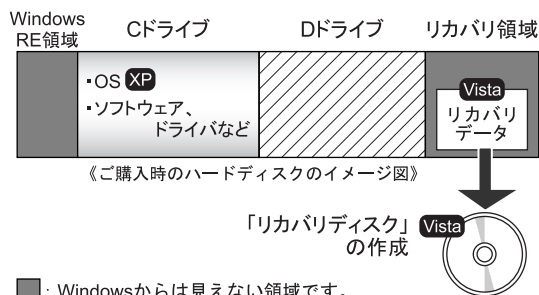 Windows
RE領域
Cドライブ
Dドライブ
リカバリ領域
・OS XP
・ソフトウェア、
ドライバなど
Vista
リカバリ
データ
《ご購入時のハードディスクのイメージ図》
「リカバリディスク」
の作成
Vista
：Windowsからは見えない領域です。